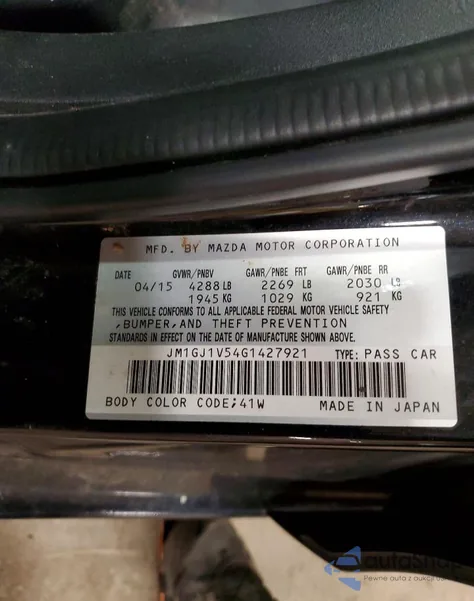 MFD. BY MAZDA MOTOR CORPORATION
DATE GVWR/PNBV GAWR/PNBE FRT GAWR/PNBE RR
04/15 4288 LB 2269 LB 2030 LB
1945 KG 1029 KG 921 KG
THIS VEHICLE CONFORMS TO ALL APPLICABLE FEDERAL MOTOR VEHICLE SAFETY
,BUMPER,AND THEFT PREVENTION
STANDARDS IN EFFECT ON THE DATE OF MANUFACTURE SHOWN ABOVE.
JM1GJ1V54G1427921 TYPE: PASS CAR
BODY COLOR CODE;41W MADE IN JAPAN
Pewne auta z aukcji